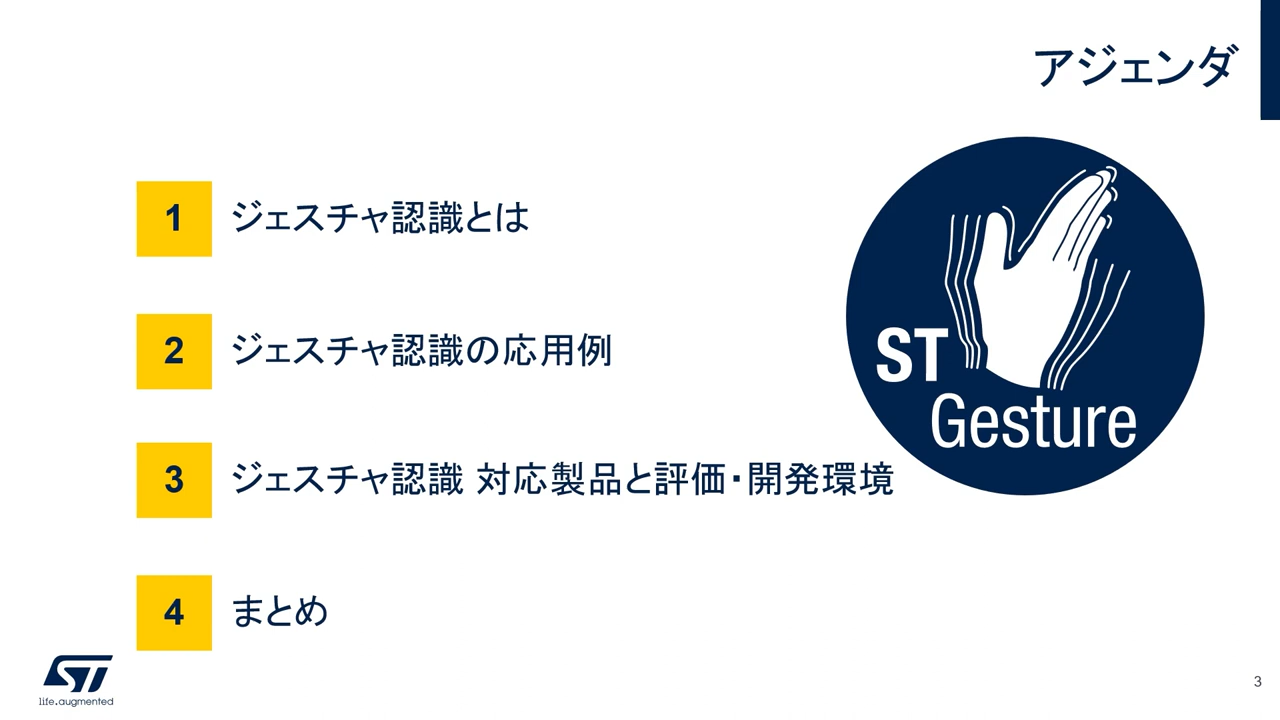 アジェンダ
1 ジェスチャ認識とは
2 ジェスチャ認識の応用例
3 ジェスチャ認識 対応製品と評価・開発環境
4 まとめ
ST
Gesture
ST
life.augmented
3